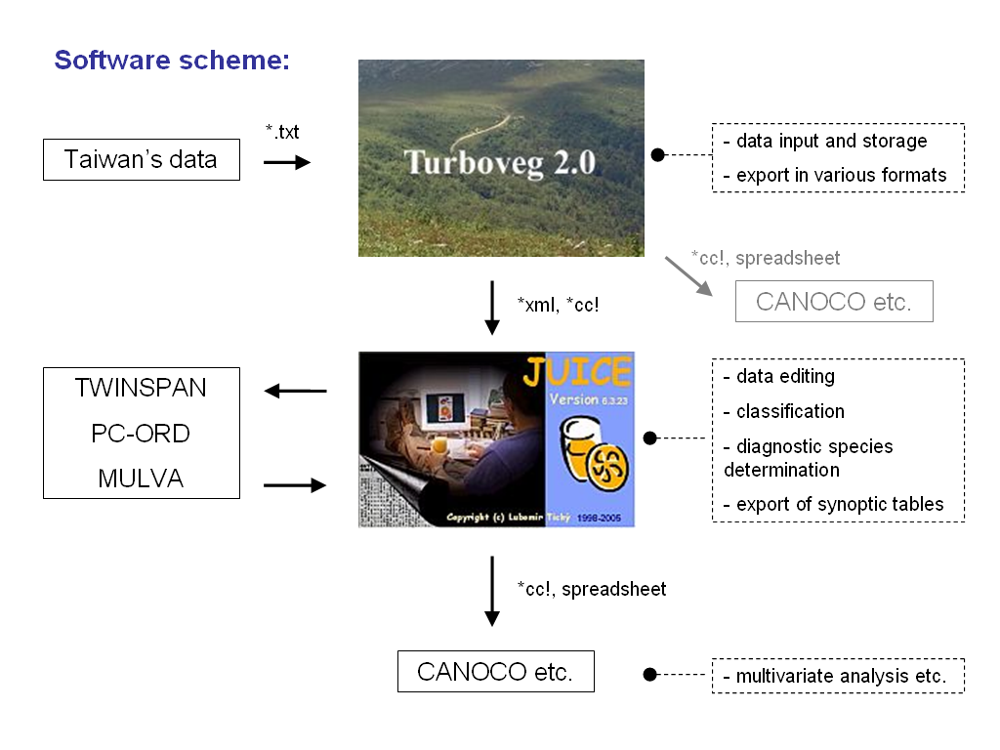 Software scheme:
*.txt
Taiwan's data
Turboveg 2.0
- data input and storage
- export in various formats
*cc!, spreadsheet
CANOCO etc.
*xml, *cc!
TWINSPAN
PC-ORD
MULVA
JUICE
Version 6.3.23
Copyright (c) Lubomír Tichý 1998-2005
- data editing
- classification
- diagnostic species
determination
- export of synoptic tables
*cc!, spreadsheet
CANOCO etc.
- multivariate analysis etc.